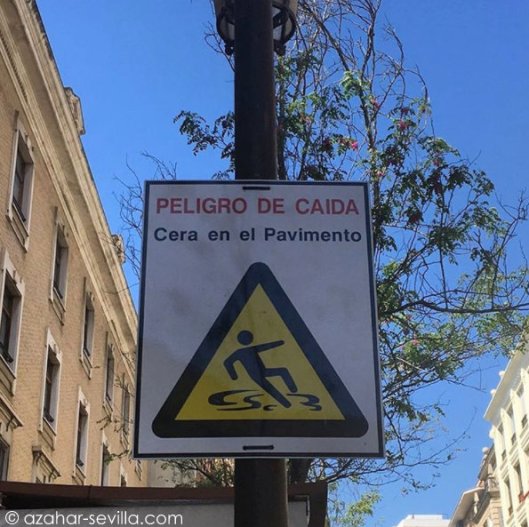 PELIGRO DE CAIDA
Cera en el Pavimento
© azahar-sevilla.com